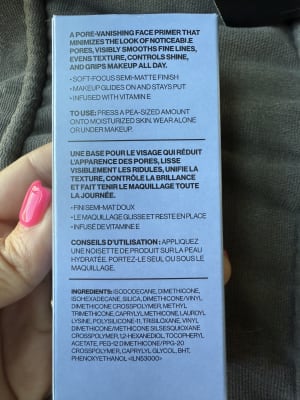 A PORE-VANISHING FACE PRIMER THAT
MINIMIZES THE LOOK OF NOTICEABLE
PORES, VISIBLY SMOOTHS FINE LINES,
EVENS TEXTURE, CONTROLS SHINE,
AND GRIPS MAKEUP ALL DAY.
• SOFT-FOCUS SEMI-MATTE FINISH
• MAKEUP GLIDES ON AND STAYS PUT
• INFUSED WITH VITAMIN E
TO USE: PRESS A PEA-SIZED AMOUNT
ONTO MOISTURIZED SKIN. WEAR ALONE
OR UNDER MAKEUP.
UNE BASE POUR LE VISAGE QUI RÉDUIT
L'APPARENCE DES PORES, LISSE
VISIBLEMENT LES RIDULES, UNIFIE LA
TEXTURE, CONTRÔLE LA BRILLANCE
ET FAIT TENIR LE MAQUILLAGE TOUTE
LA JOURNÉE.
• FINI SEMI-MAT DOUX
• LE MAQUILLAGE GLISSE ET RESTE EN PLACE
• INFUSÉ DE VITAMINE E
CONSEILS D'UTILISATION : APPLIQUEZ
UNE NOISETTE DE PRODUIT SUR LA PEAU
HYDRATÉE. PORTEZ-LE SEUL OU SOUS LE
MAQUILLAGE.
INGREDIENTS: ISODODECANE, DIMETHICONE,
ISOHEXADECANE, SILICA, DIMETHICONE/VINYL
DIMETHICONE CROSSPOLYMER, METHYL
TRIMETHICONE, CAPRYLYL METHICONE, LAUROYL
LYSINE, POLYSILICONE-11, TRISILOXANE, VINYL
DIMETHICONE/METHICONE SILSESQUIOXANE
CROSSPOLYMER, 1,2-HEXANEDIOL, TOCOPHERYL
ACETATE, PEG-12 DIMETHICONE/PPG-20
CROSSPOLYMER, CAPRYLYL GLYCOL, BHT,
PHENOXYETHANOL <ILN53000>